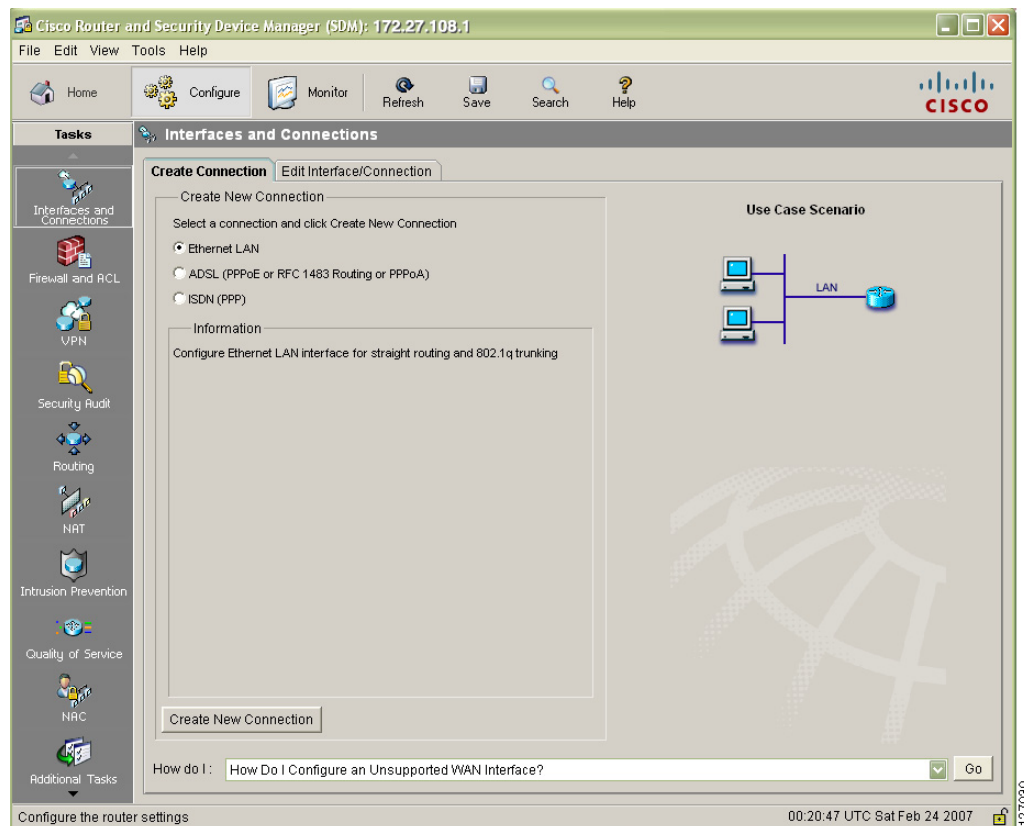 Cisco Router and Security Device Manager (SDM): 172.27.108.1
File Edit View Tools Help
Home Configure Monitor Refresh Save Search Help
CISCO
Tasks
Interfaces and Connections
Create Connection Edit Interface/Connection
Interfaces and
Connections
Firewall and ACL
VPN
Security Audit
Routing
NAT
Intrusion Prevention
Quality of Service
NAC
Additional Tasks
Create New Connection
Select a connection and click Create New Connection
Ethernet LAN
ADSL (PPPoE or RFC 1483 Routing or PPPoA)
ISDN (PPP)
Information
Configure Ethernet LAN interface for straight routing and 802.1q trunking
Use Case Scenario
LAN
Create New Connection
How do I: How Do I Configure an Unsupported WAN Interface? Go
Configure the router settings 00:20:47 UTC Sat Feb 24 2007